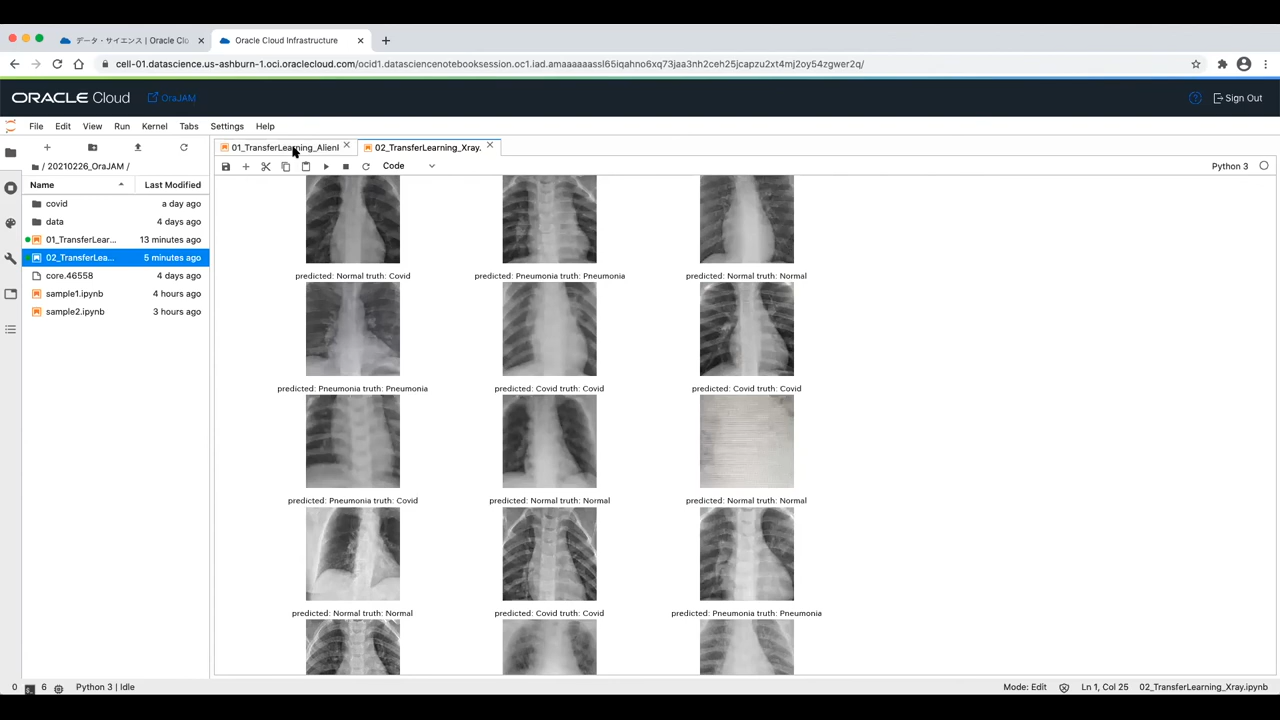 データ・サイエンス | Oracle Clo
Oracle Cloud Infrastructure
cell-01.datascience.us-ashburn-1.oci.oraclecloud.com/ocid1.datasciencenotebooksession.oc1.iad.amaaaaaassl65iqahno6xq73jaa3nh2ceh25jcapzu2xt4mj2oy54zgwer2q/
ORACLE Cloud
OraJAM
Sign Out
File Edit View Run Kernel Tabs Settings Help
01_TransferLearning_AlienI
02_TransferLearning_Xray.
/ 20210226_OraJAM /
Code
Python 3
Name Last Modified
covid a day ago
data 4 days ago
01_TransferLear... 13 minutes ago
02_TransferLea... 5 minutes ago
core.46558 4 days ago
sample1.ipynb 4 hours ago
sample2.ipynb 3 hours ago
predicted: Normal truth: Covid predicted: Pneumonia truth: Pneumonia predicted: Normal truth: Normal
predicted: Pneumonia truth: Pneumonia predicted: Covid truth: Covid predicted: Covid truth: Covid
predicted: Pneumonia truth: Covid predicted: Normal truth: Normal predicted: Normal truth: Normal
predicted: Normal truth: Normal predicted: Covid truth: Covid predicted: Pneumonia truth: Pneumonia
0 6 Python 3 | Idle
Mode: Edit Ln 1, Col 25 02_TransferLearning_Xray.ipynb